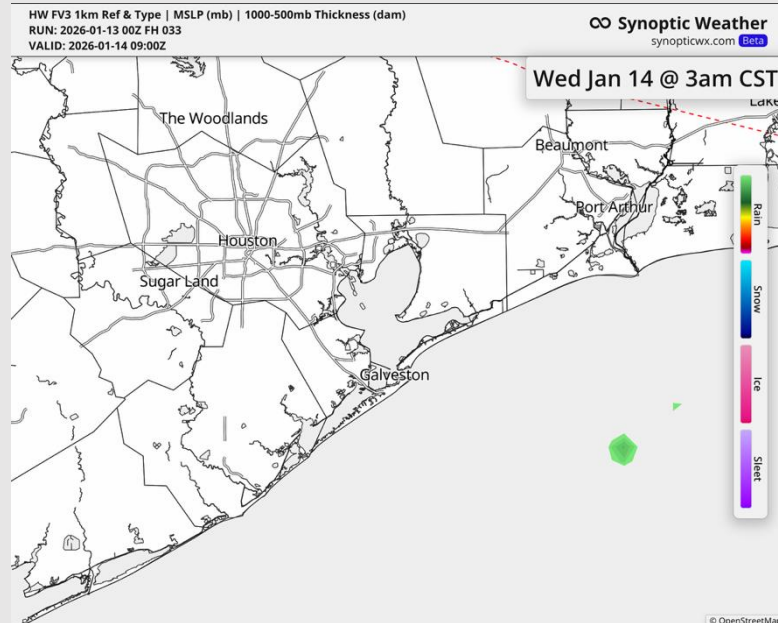 HW FV3 1km Ref & Type | MSLP (mb) | 1000-500mb Thickness (dam)
RUN: 2026-01-13 00Z FH 033
VALID: 2026-01-14 09:00Z
Synoptic Weather
synopticwx.com Beta
Wed Jan 14 @ 3am CST
Lake
The Woodlands
Beaumont
Port Arthur
Houston
Sugar Land
Galveston
Rain
Snow
Ice
Sleet
© OpenStreetMa